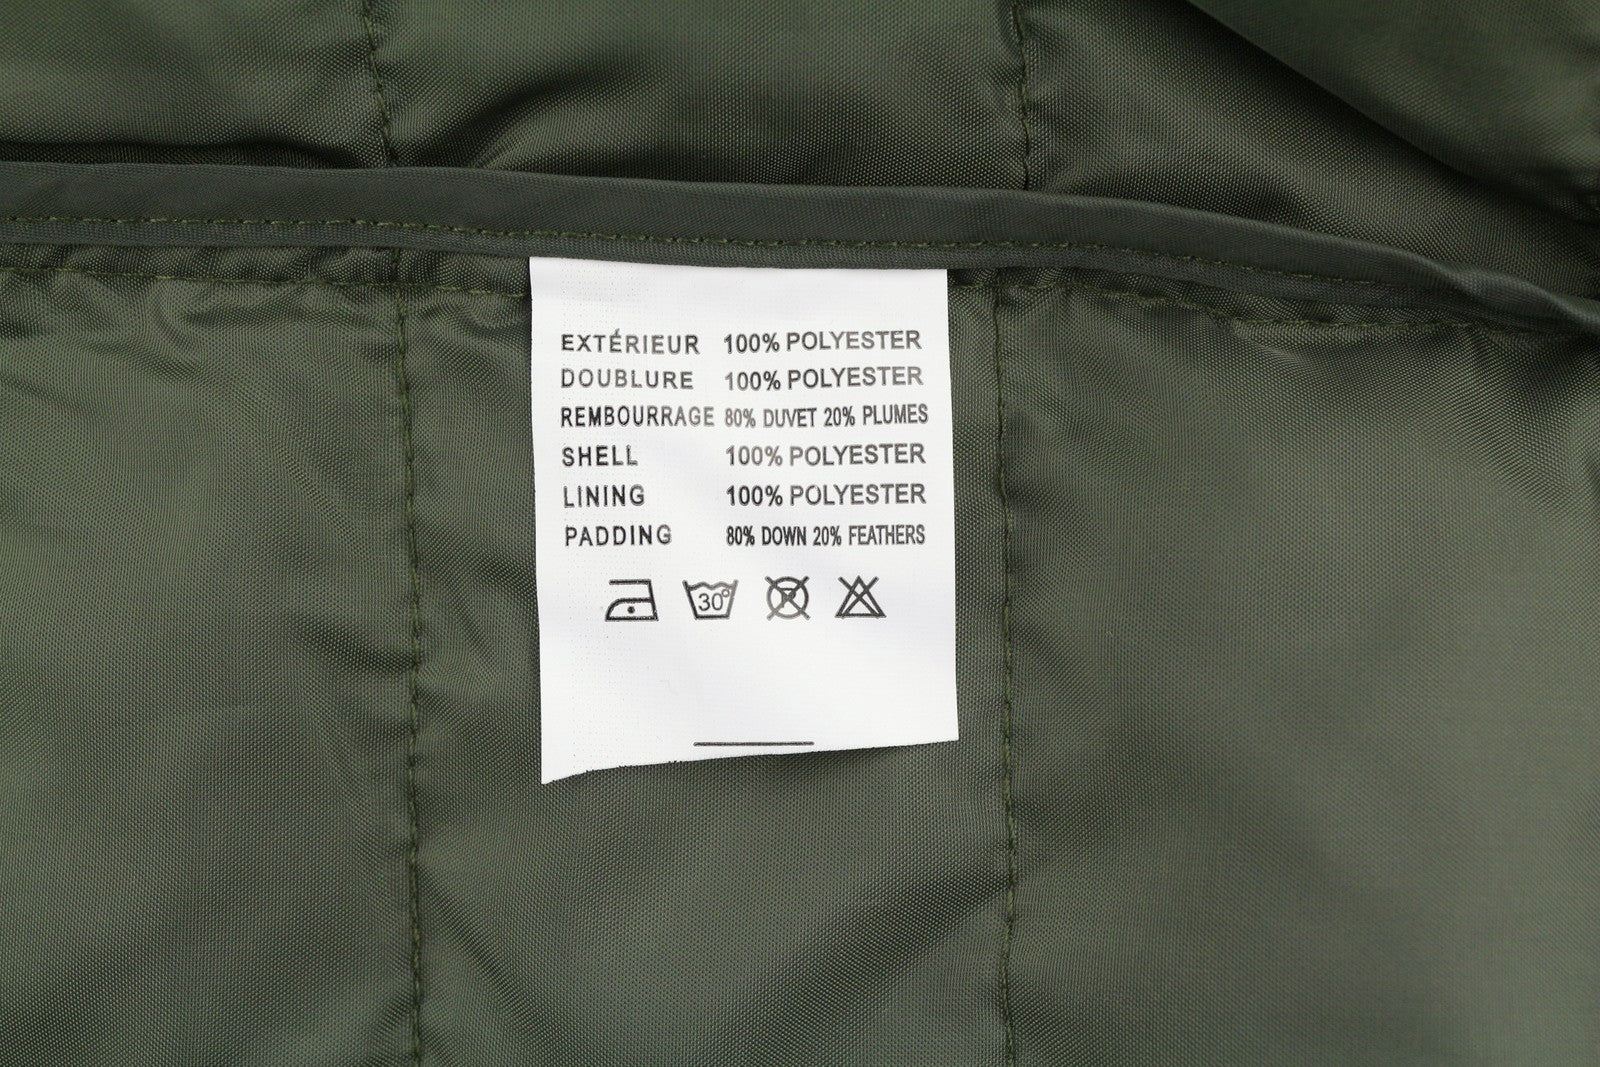 EXTÉRIEUR 100% POLYESTER
DOUBLURE 100% POLYESTER
REMBOURRAGE 80% DUVET 20% PLUMES
SHELL 100% POLYESTER
LINING 100% POLYESTER
PADDING 80% DOWN 20% FEATHERS
30°